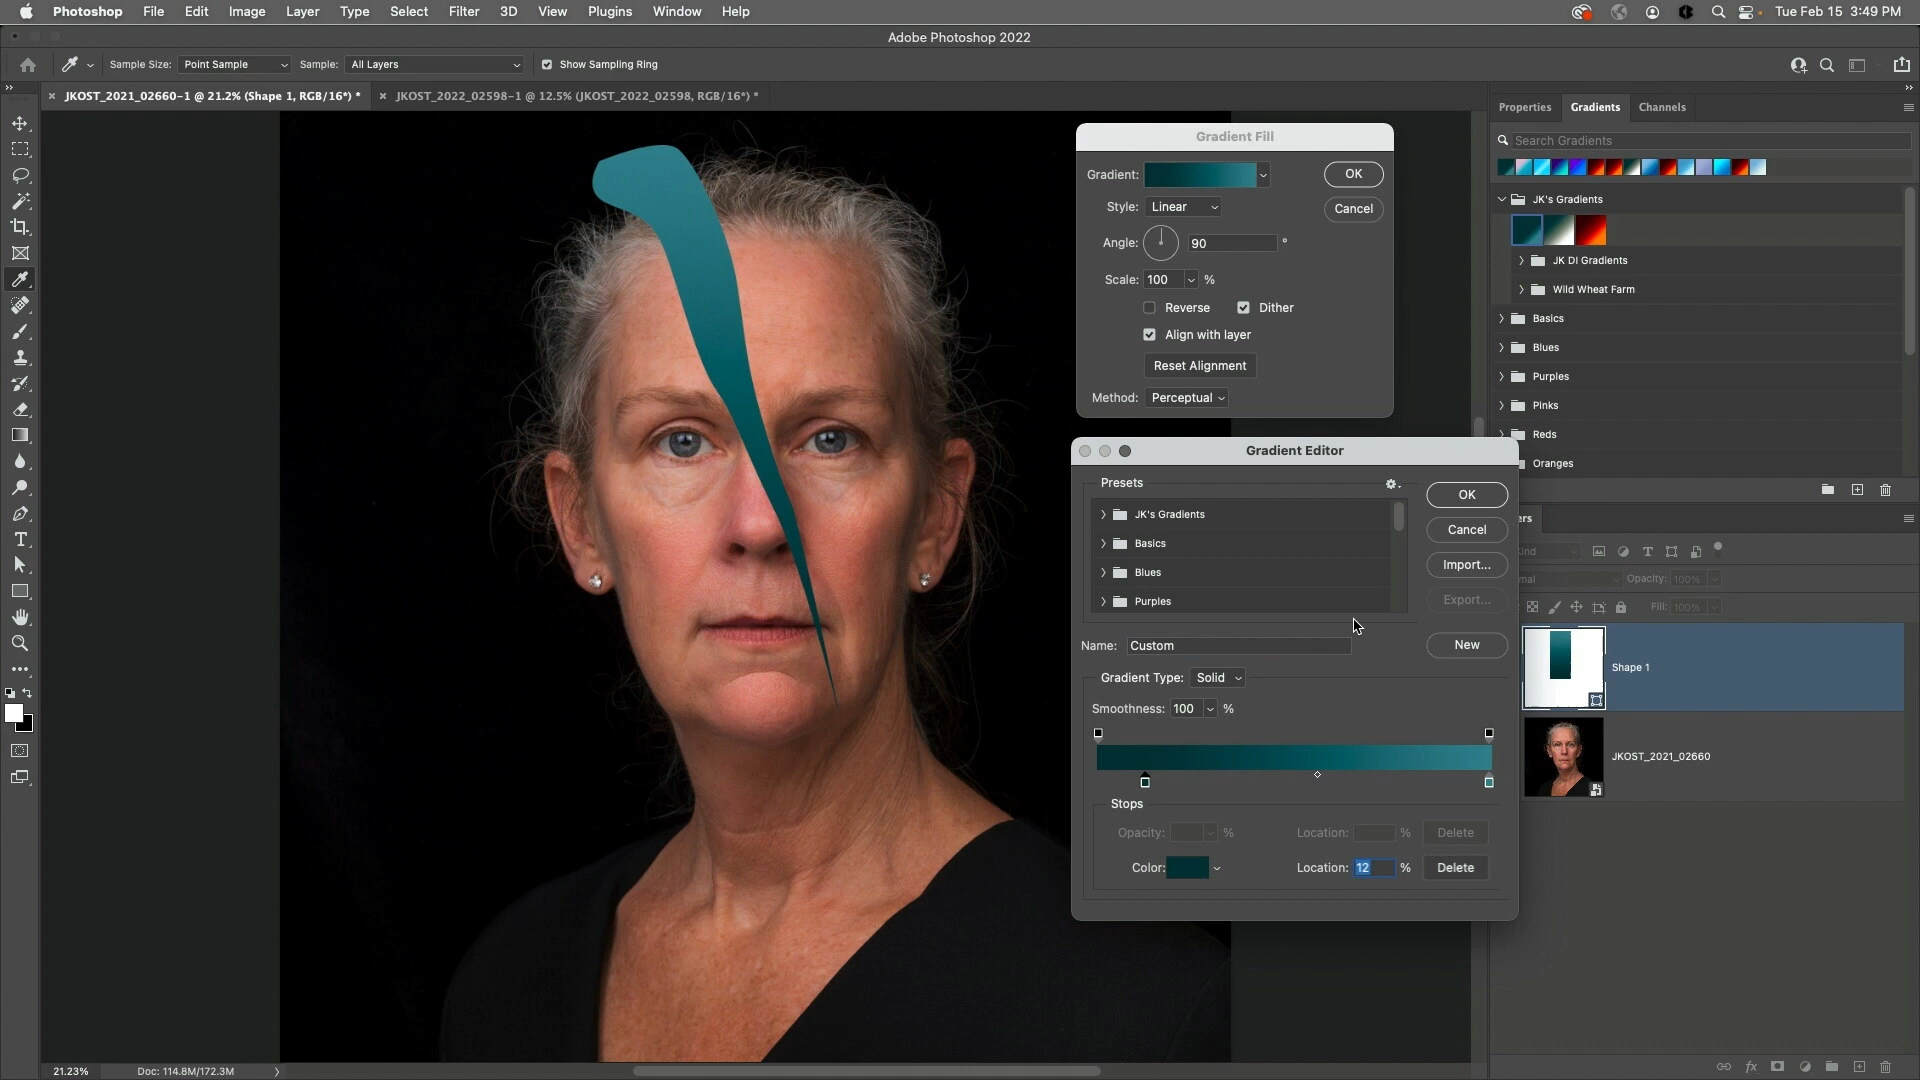 Photoshop File Edit Image Layer Type Select Filter 3D View Plugins Window Help Tue Feb 15 3:49 PM
Adobe Photoshop 2022
Sample Size: Point Sample Sample: All Layers Show Sampling Ring
JKOST_2021_02660-1 @ 21.2% (Shape 1, RGB/16*) * JKOST_2022_02598-1 @ 12.5% (JKOST_2022_02598, RGB/16*) *
Properties Gradients Channels
Search Gradients
JK's Gradients
JK DI Gradients
Wild Wheat Farm
Basics
Blues
Purples
Pinks
Reds
Oranges
Gradient Fill
Gradient: OK
Style: Linear Cancel
Angle: 90 °
Scale: 100 %
Reverse Dither
Align with layer
Reset Alignment
Method: Perceptual
Gradient Editor
Presets
JK's Gradients
Basics
Blues
Purples
OK
Cancel
Import...
Export...
Name: Custom New
Gradient Type: Solid
Smoothness: 100 %
Stops
Opacity: % Location: % Delete
Color: Location: 12 % Delete
ers
ind
mal Opacity: 100%
Fill: 100%
Shape 1
JKOST_2021_02660
21.23% Doc: 114.8M/172.3M